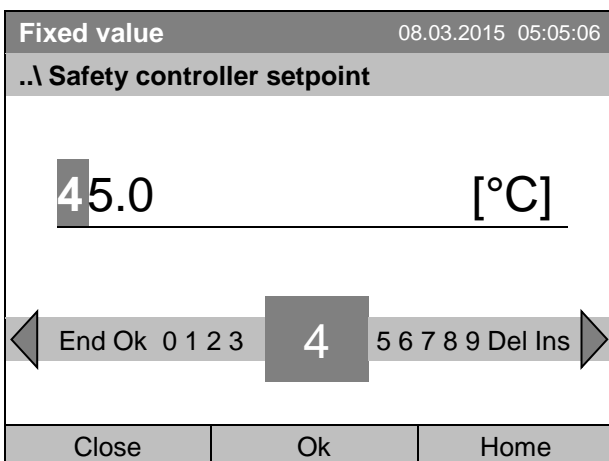 Fixed value 08.03.2015 05:05:06
..\ Safety controller setpoint
45.0 [°C]
End Ok 0 1 2 3 4 5 6 7 8 9 Del Ins
Close Ok Home